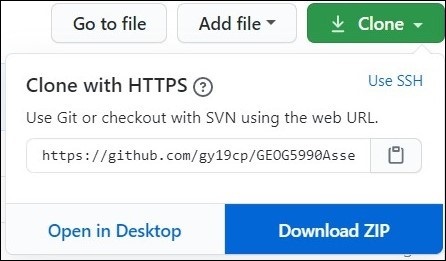 Go to file Add file Clone
Clone with HTTPS Use SSH
Use Git or checkout with SVN using the web URL.
https://github.com/gy19cp/GEOG5990Asse
Open in Desktop Download ZIP